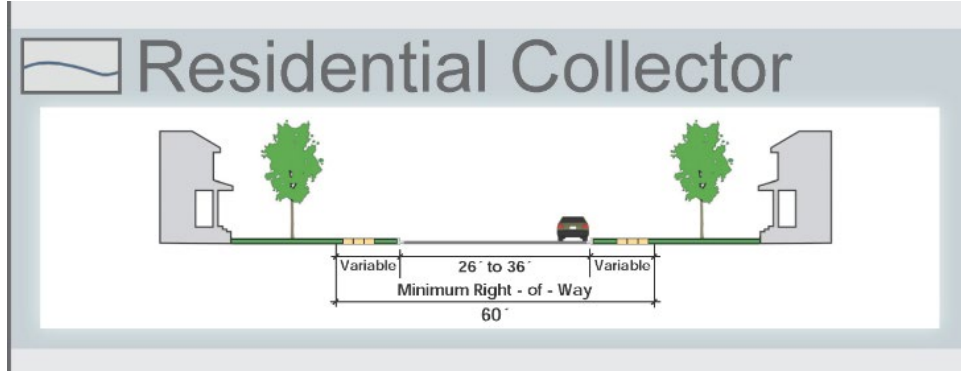 Residential Collector
Variable 26´ to 36´ Variable
Minimum Right - of - Way
60´